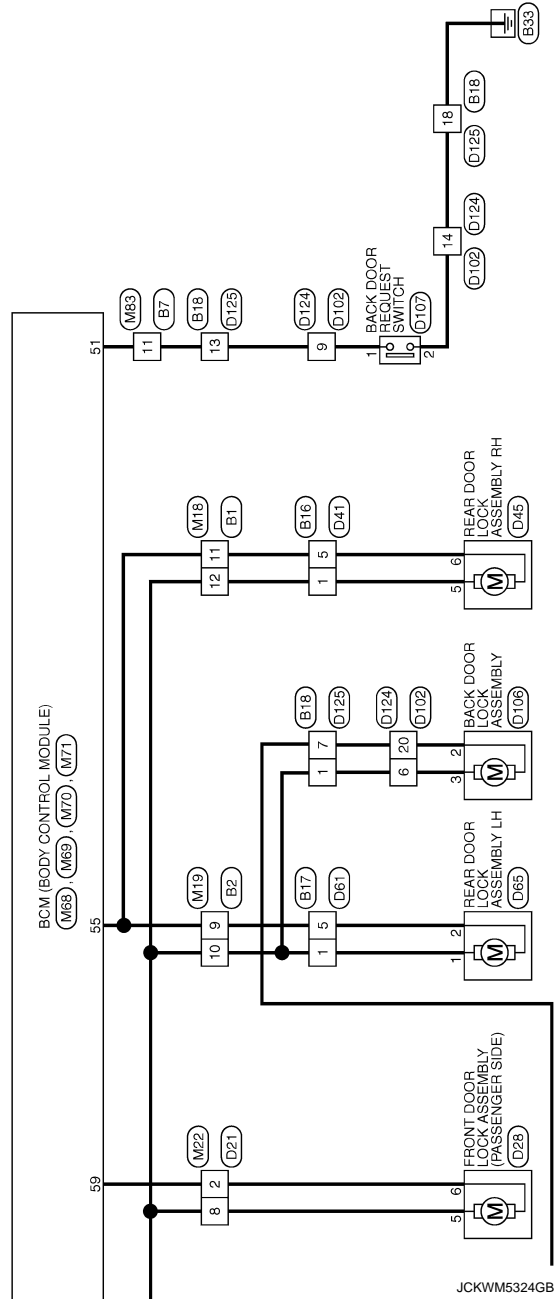 BCM (BODY CONTROL MODULE)
M68 , M69 , M70 , M71
59
55
51
M22
D21
8 2
5 6
M
FRONT DOOR
LOCK ASSEMBLY
(PASSENGER SIDE)
D28
M19
B2
10 9
B17
D61
1 5
1 2
M
REAR DOOR
LOCK
ASSEMBLY LH
D65
B18
D125
1 7
D124
D102
6 20
3 2
M
BACK DOOR
LOCK
ASSEMBLY
D106
M18
B1
12 11
B16
D41
1 5
5 6
M
REAR DOOR
LOCK
ASSEMBLY RH
D45
M83
B7
11
B18
D125
13
D124
D102
9
BACK DOOR
REQUEST
SWITCH
D107
1
2
14
D124
D102
18
B18
D125
B33
JCKWM5324GB